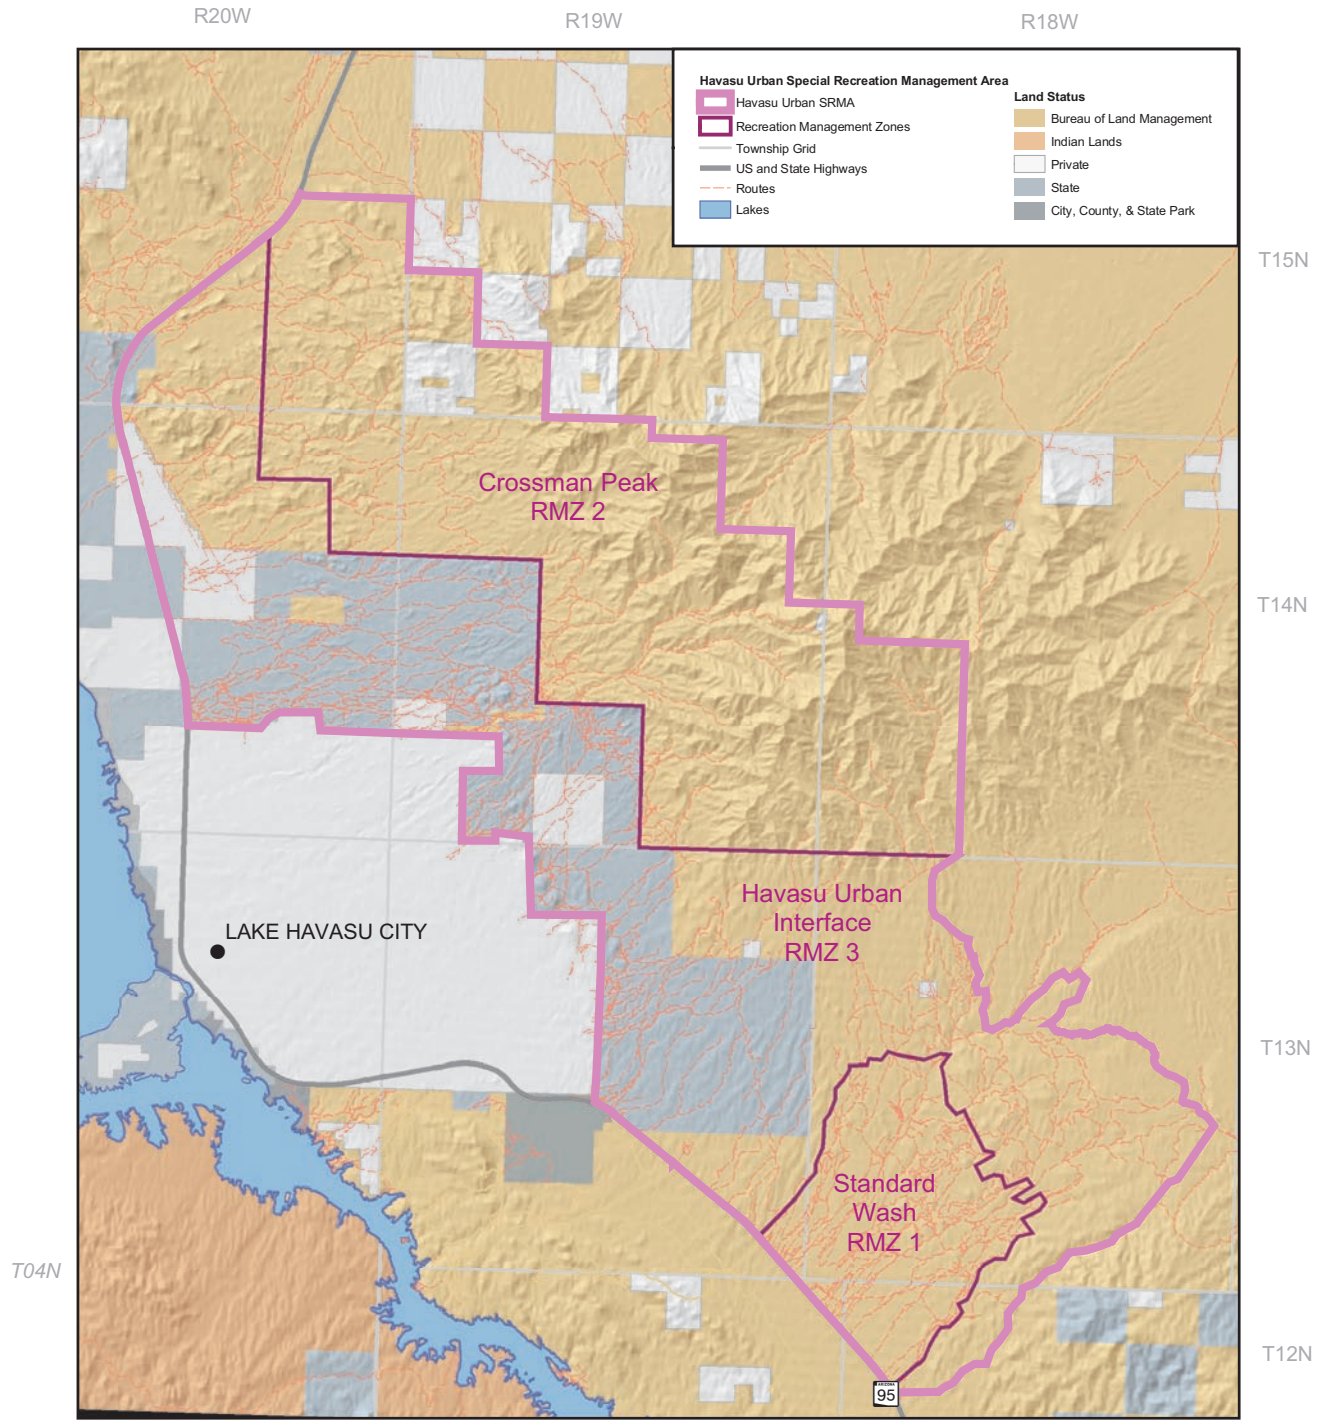 R20W
R19W
R18W
Havasu Urban Special Recreation Management Area
Havasu Urban SRMA
Recreation Management Zones
Township Grid
US and State Highways
Routes
Lakes
Land Status
Bureau of Land Management
Indian Lands
Private
State
City, County, & State Park
T15N
Crossman Peak
RMZ 2
T14N
Havasu Urban
Interface
RMZ 3
LAKE HAVASU CITY
T13N
Standard
Wash
RMZ 1
T04N
T12N
ARIZONA
95